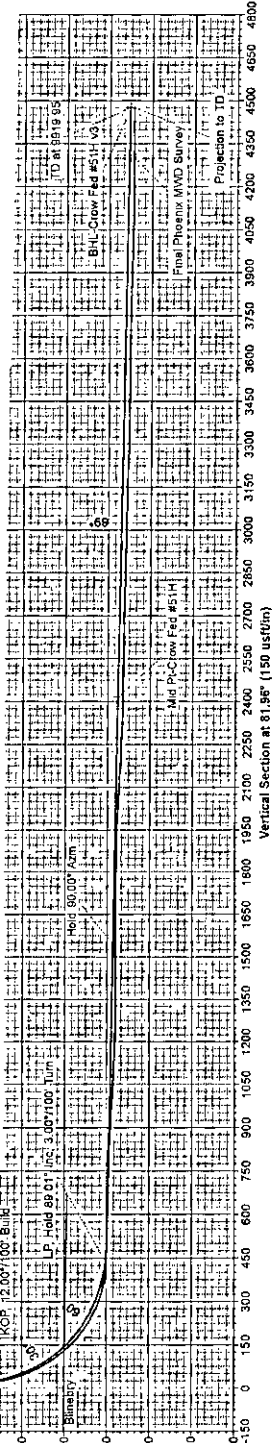 KOP, 12.00°/100' Build
LP, Hold 89.01° Inc, 3.00°/100' Turn
Hold 90.00° Azm
TD at 9919.95
BHL-Crow Fed #51H v3
Final Phoenix MWD Survey
Projection to TD
Mid Pt-Crow Fed #51H
Blinebry
89°
-150 0 150 300 450 600 750 900 1050 1200 1350 1500 1650 1800 1950 2100 2250 2400 2550 2700 2850 3000 3150 3300 3450 3600 3750 3900 4050 4200 4350 4500 4650 4800
Vertical Section at 81.96° (150 usft/in)